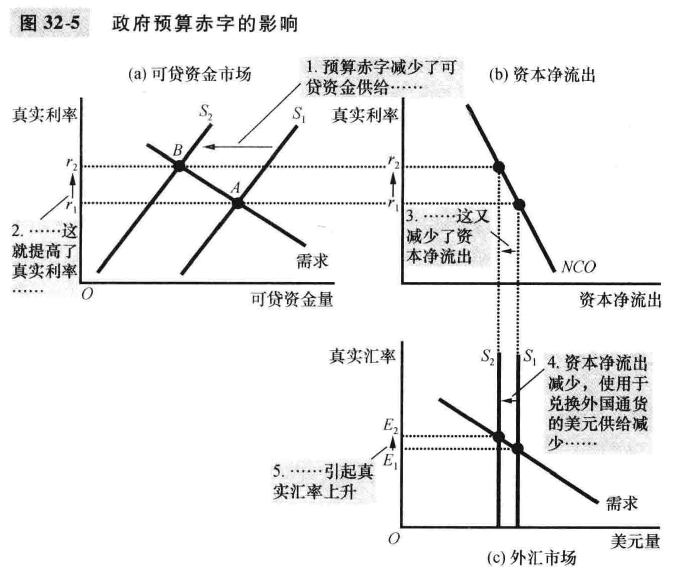 图 32-5 政府预算赤字的影响
(a) 可贷资金市场
1. 预算赤字减少了可
贷资金供给……
(b) 资本净流出
真实利率
S₂
S₁
B
A
r₂
r₁
2. ……这
就提高了
真实利率
……
需求
O
可贷资金量
真实利率
r₂
r₁
3. ……这又
减少了资
本净流出
NCO
资本净流出
真实汇率
S₂
S₁
4. 资本净流出
减少，使用于
兑换外国通货
的美元供给减
少……
E₂
E₁
5. ……引起真
实汇率上升
需求
O
美元量
(c) 外汇市场